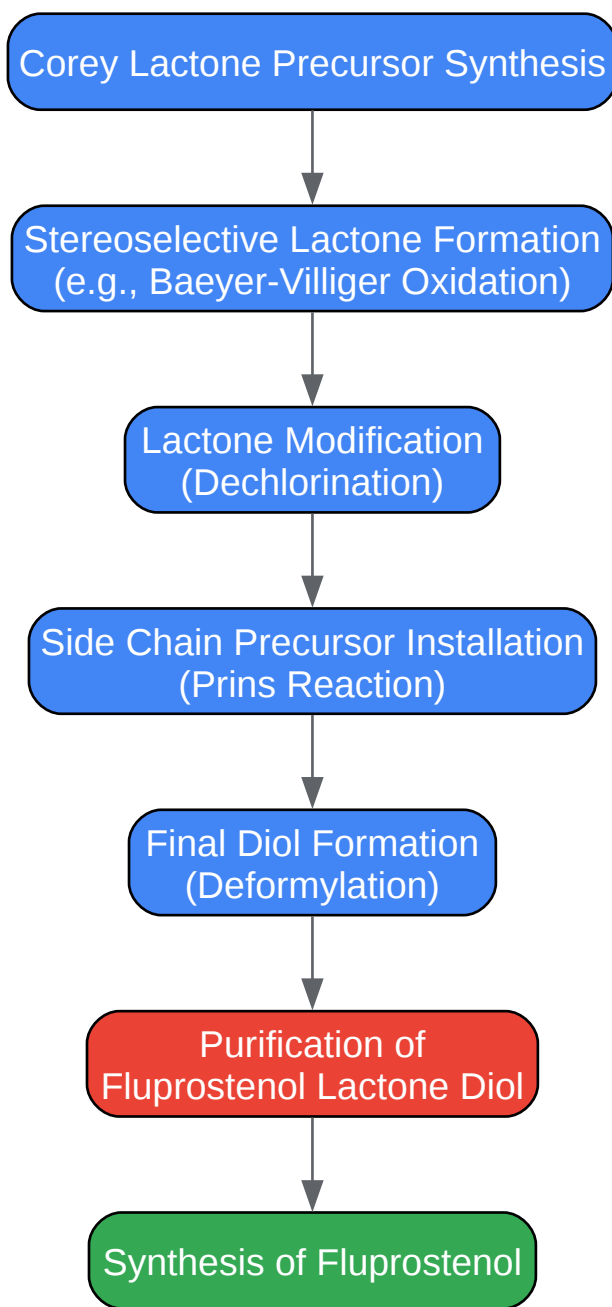 Corey Lactone Precursor Synthesis
Stereoselective Lactone Formation
(e.g., Baeyer-Villiger Oxidation)
Lactone Modification
(Dechlorination)
Side Chain Precursor Installation
(Prins Reaction)
Final Diol Formation
(Deformylation)
Purification of
Fluprostenol Lactone Diol
Synthesis of Fluprostenol